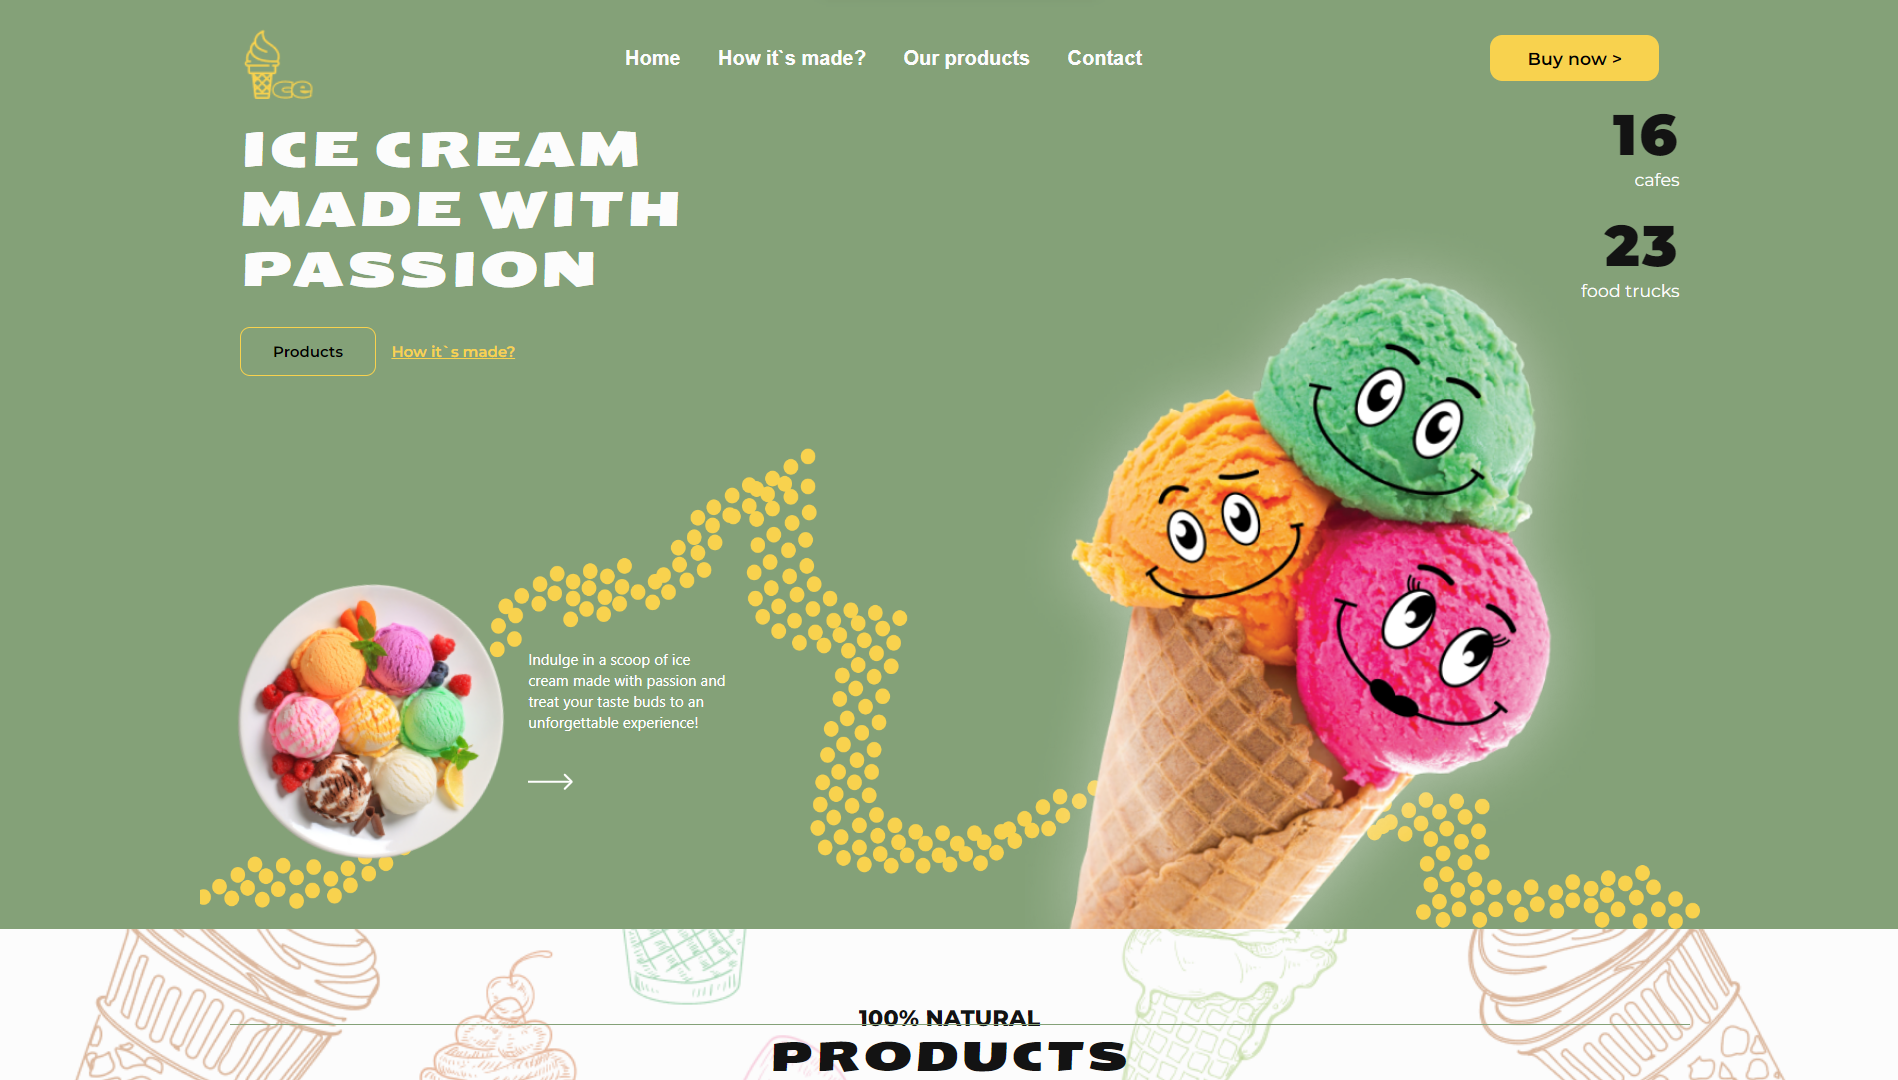 ce
Home
How it`s made?
Our products
Contact
Buy now >
ICE CREAM
MADE WITH
PASSION
16
cafes
23
food trucks
Products
How it`s made?
Indulge in a scoop of ice
cream made with passion and
treat your taste buds to an
unforgettable experience!
100% NATURAL
PRODUCTS